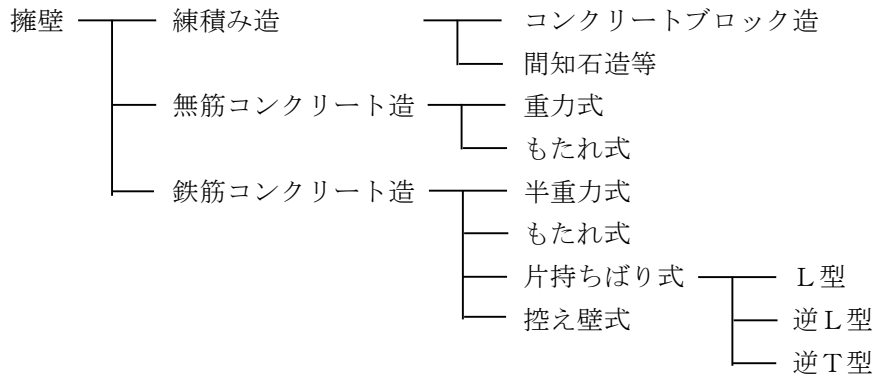 擁壁 練積み造 コンクリートブロック造
間知石造等
無筋コンクリート造 重力式
もたれ式
鉄筋コンクリート造 半重力式
もたれ式
片持ちばり式 L型
控え壁式 逆L型
逆T型